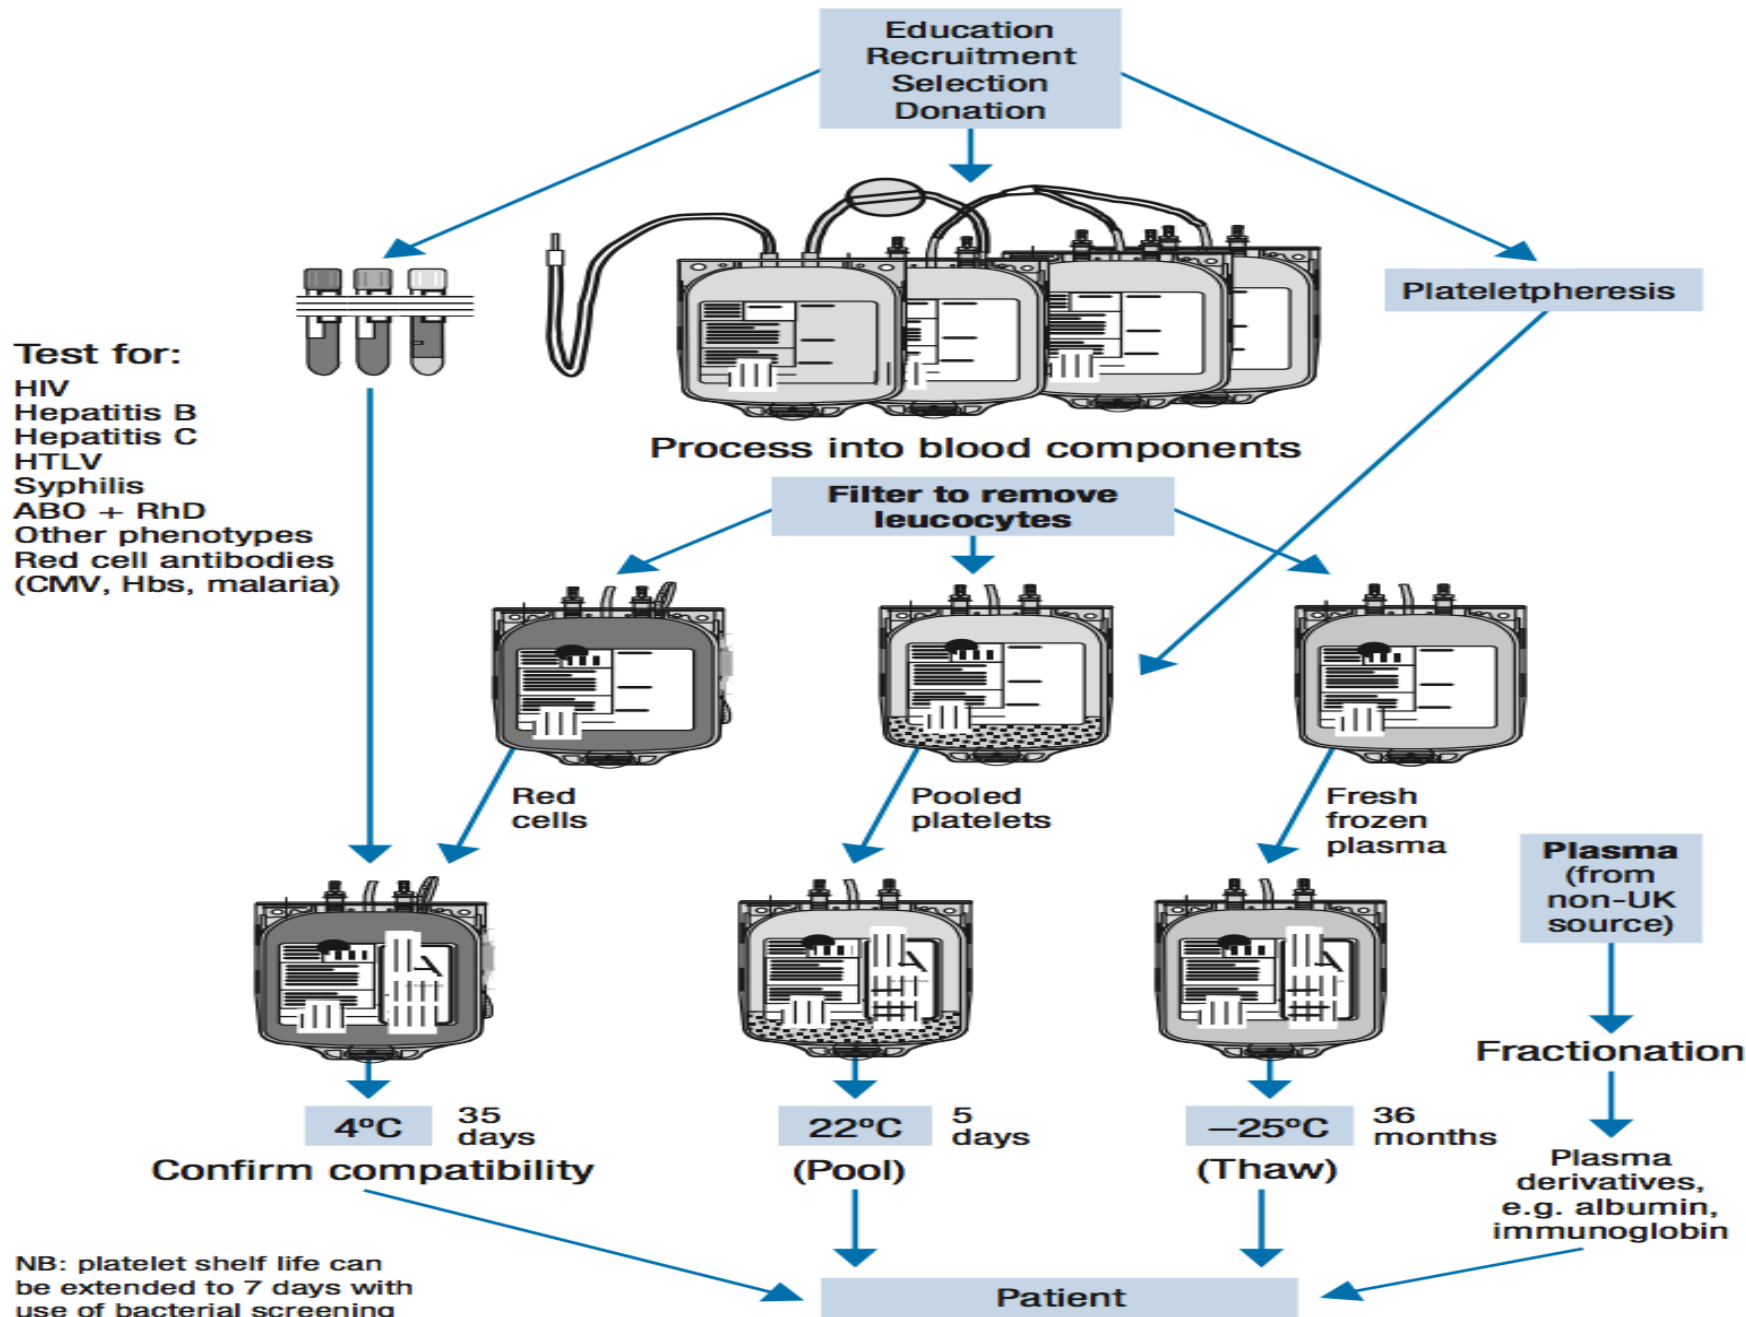 Education
Recruitment
Selection
Donation
Plateletpheresis
Test for:
HIV
Hepatitis B
Hepatitis C
HTLV
Syphilis
ABO + RhD
Other phenotypes
Red cell antibodies
(CMV, Hbs, malaria)
Process into blood components
Filter to remove
leucocytes
Red
cells
Pooled
platelets
Fresh
frozen
plasma
Plasma
(from
non-UK
source)
Fractionation
4ºC
35
days
22ºC
5
days
–25ºC
36
months
Confirm compatibility
(Pool)
(Thaw)
Plasma
derivatives,
e.g. albumin,
immunoglobin
NB: platelet shelf life can
be extended to 7 days with
use of bacterial screening
Patient